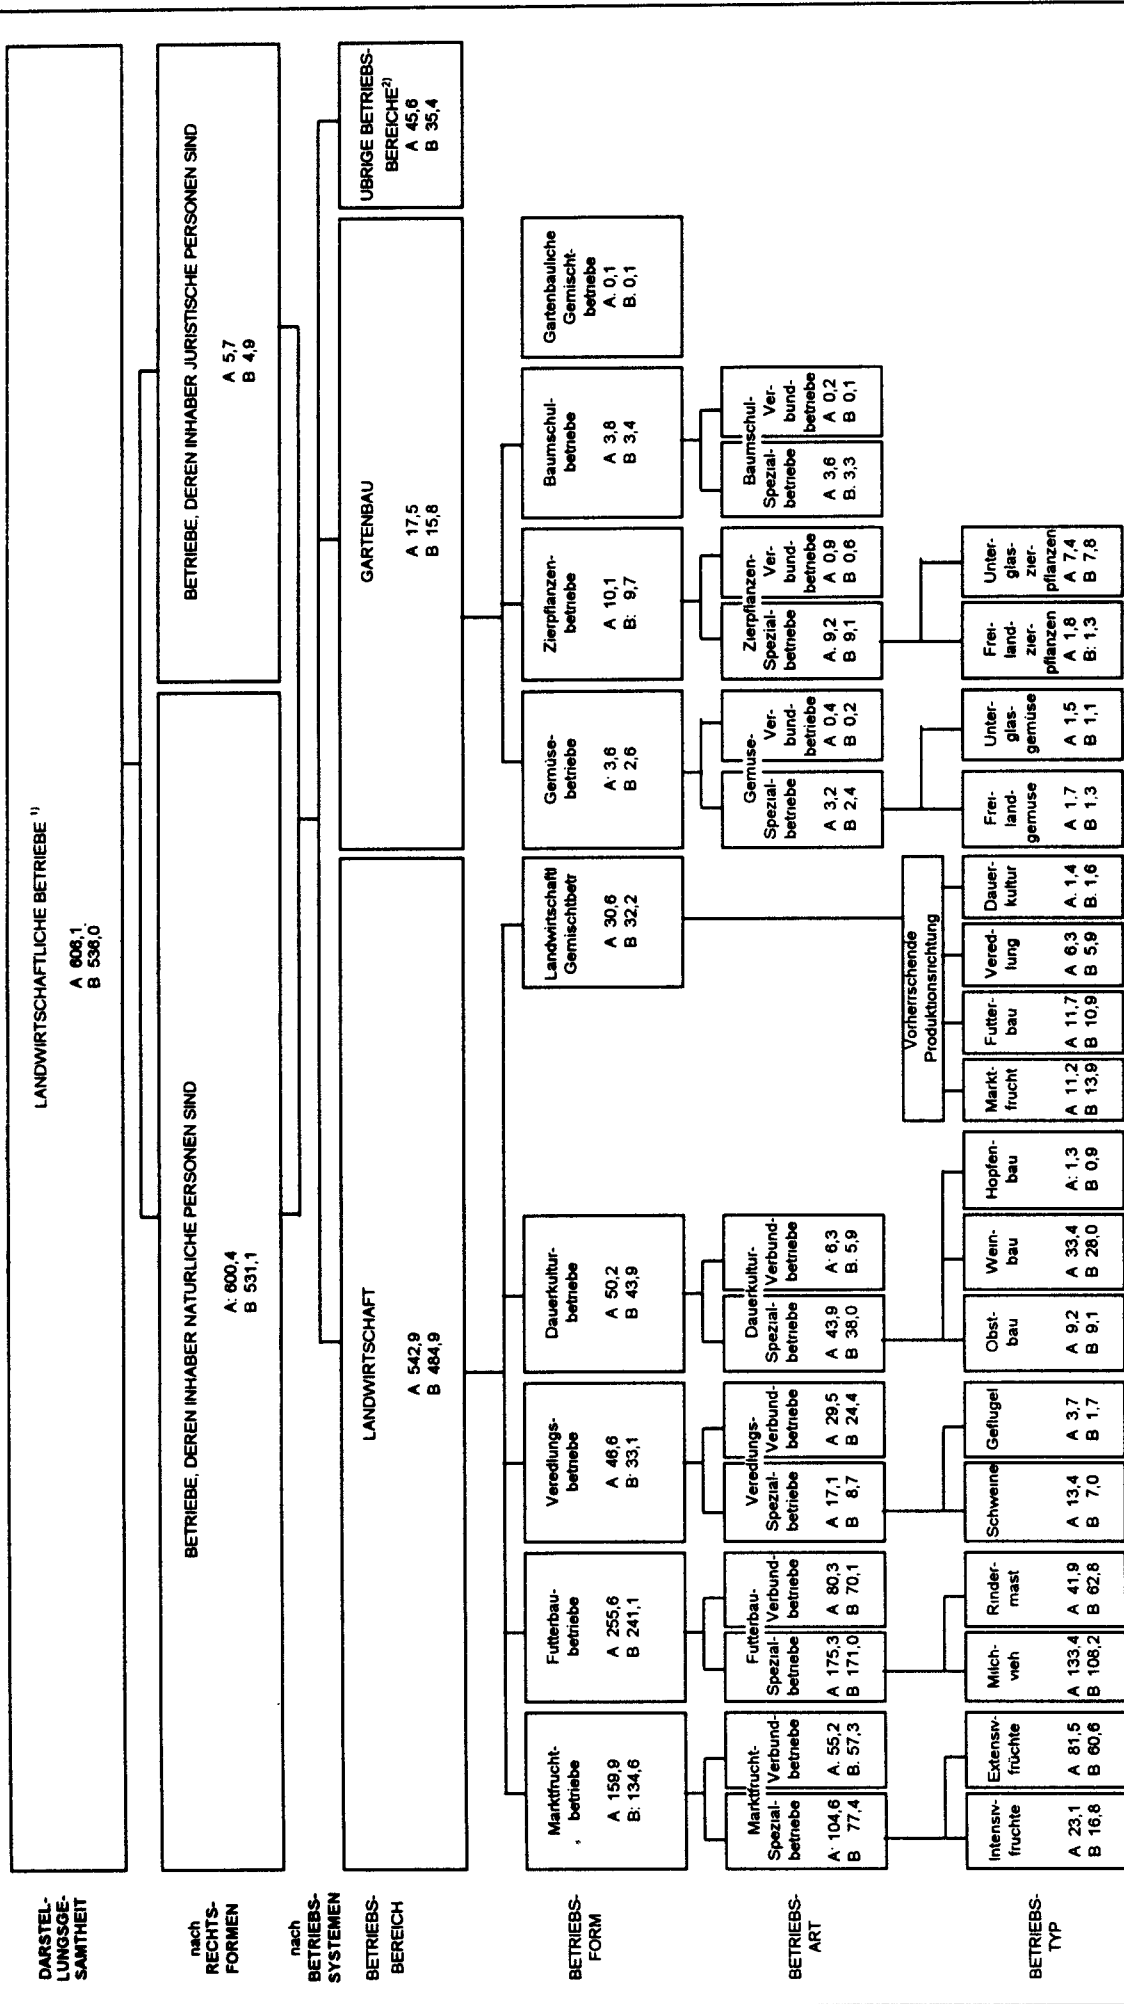 DARSTEL-
LUNGSGE-
SAMTHEIT
LANDWIRTSCHAFTLICHE BETRIEBE 1)
A 606,1
B 536,0
nach
RECHTS-
FORMEN
BETRIEBE, DEREN INHABER NATURLICHE PERSONEN SIND
A: 600,4
B 531,1
BETRIEBE, DEREN INHABER JURISTISCHE PERSONEN SIND
A 5,7
B 4,9
nach
BETRIEBS-
SYSTEMEN
BETRIEBS-
BEREICH
LANDWIRTSCHAFT
A 542,9
B 484,9
GARTENBAU
A 17,5
B 15,8
UBRIGE BETRIEBS-
BEREICHE2)
A 45,6
B 35,4
BETRIEBS-
FORM
Marktfrucht-
betriebe
A 159,9
B: 134,6
Futterbau-
betriebe
A 255,6
B 241,1
Veredlungs-
betriebe
A 46,6
B· 33,1
Dauerkultur-
betriebe
A 50,2
B 43,9
Landwirtschaftl
Gemischtbetr
A 30,6
B 32,2
Gemüse-
betriebe
A· 3,6
B 2,6
Zierpflanzen-
betriebe
A 10,1
B: 9,7
Baumschul-
betriebe
A 3,8
B 3,4
Gartenbauliche
Gemischt-
betriebe
A. 0,1
B. 0,1
BETRIEBS-
ART
Marktfrucht-
Spezial-
betriebe
A· 104,6
B 77,4
Verbund-
betriebe
A. 55,2
B. 57,3
Futterbau-
Spezial-
betriebe
A 175,3
B 171,0
Verbund-
betriebe
A 80,3
B 70,1
Veredlungs-
Spezial-
betriebe
A 17,1
B 8,7
Verbund-
betriebe
A 29,5
B 24,4
Dauerkultur-
Spezial-
betriebe
A 43,9
B 38,0
Verbund-
betriebe
A· 6,3
B. 5,9
Gemuse-
Spezial-
betriebe
A 3,2
B 2,4
Ver-
bund-
betriebe
A 0,4
B 0,2
Zierpflanzen-
Spezial-
betriebe
A. 9,2
B 9,1
Ver-
bund-
betriebe
A 0,9
B 0,6
Baumschul-
Spezial-
betriebe
A 3,6
B. 3,3
Ver-
bund-
betriebe
A 0,2
B 0,1
Vorherrschende
Produktionsrichtung
BETRIEBS-
TYP
Intensiv-
fruchte
A 23,1
B 16,8
Extensiv-
früchte
A 81,5
B 60,6
Milch-
vieh
A 133,4
B 108,2
Rinder-
mast
A 41,9
B 62,8
Schweine
A 13,4
B 7,0
Geflugel
A 3,7
B 1,7
Obst-
bau
A 9,2
B 9,1
Wein-
bau
A 33,4
B 28,0
Hopfen-
bau
A: 1,3
B 0,9
Markt-
frucht
A 11,2
B 13,9
Futter-
bau
A 11,7
B 10,9
Vered-
lung
A 6,3
B 5,9
Dauer-
kultur
A. 1,4
B. 1,6
Frei-
land-
gemuse
A 1,7
B 1,3
Unter-
glas-
gemüse
A 1,5
B 1,1
Frei-
land-
zier-
pflanzen
A 1,8
B: 1,3
Unter-
glas-
zier-
pflanzen
A 7,4
B 7,8